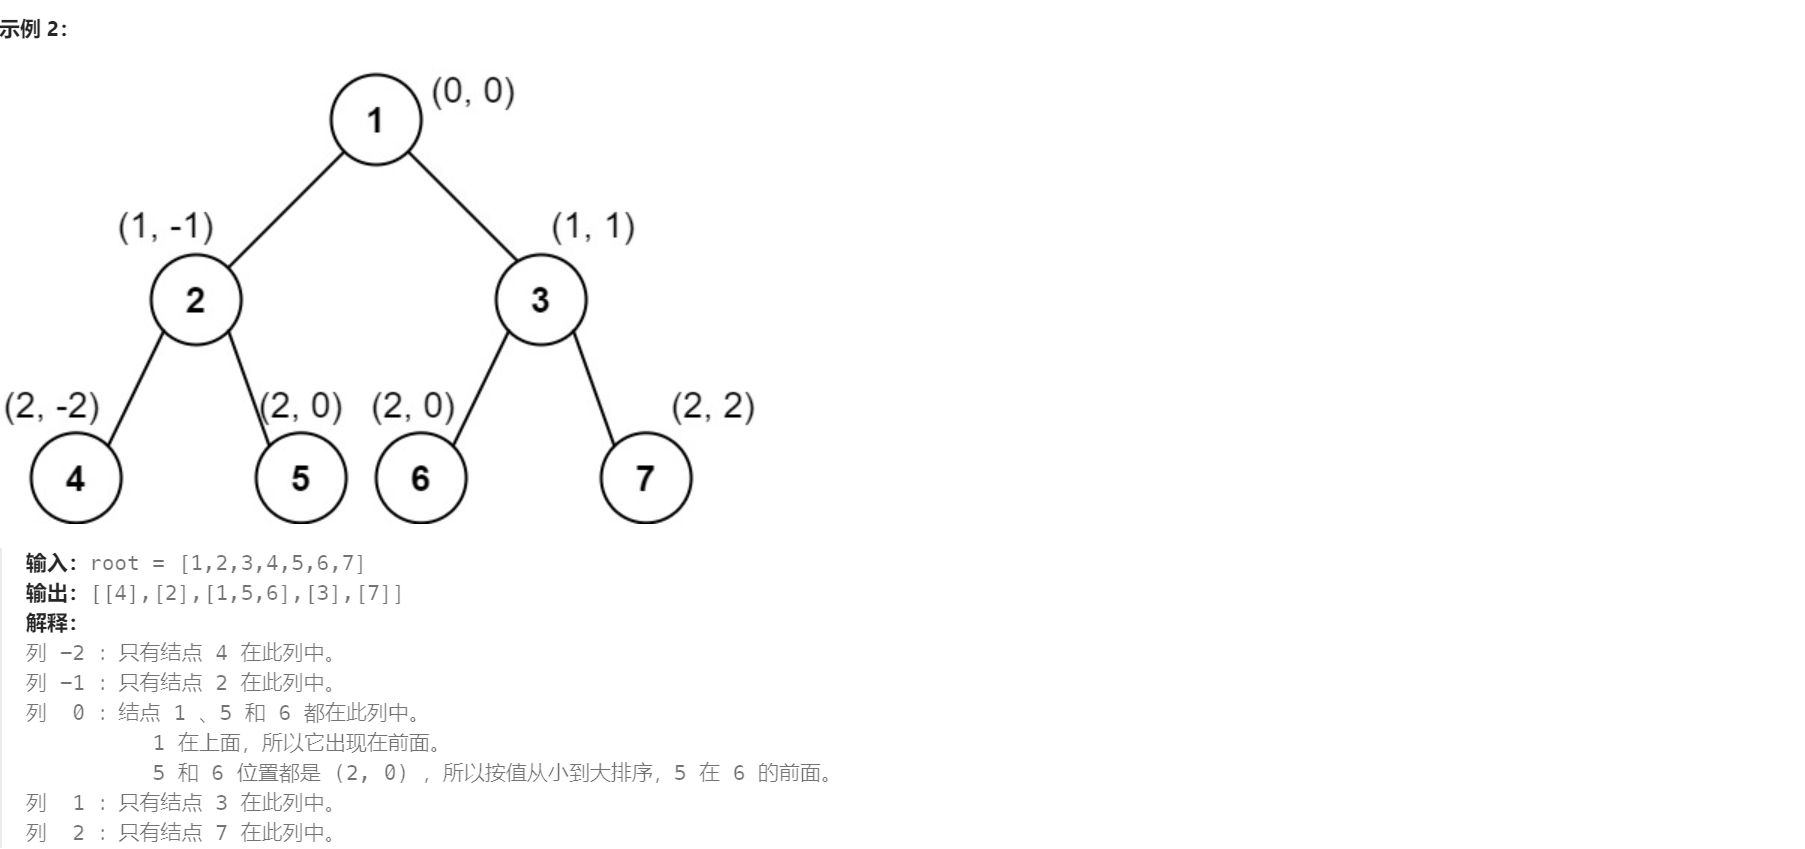 示例 2：
1 (0, 0)
(1, -1) (1, 1)
2 3
(2, -2) (2, 0) (2, 0) (2, 2)
4 5 6 7
输入：root = [1,2,3,4,5,6,7]
输出：[[4],[2],[1,5,6],[3],[7]]
解释：
列 -2 ：只有结点 4 在此列中。
列 -1 ：只有结点 2 在此列中。
列  0 ：结点 1 、5 和 6 都在此列中。
1 在上面，所以它出现在前面。
5 和 6 位置都是 (2, 0) ，所以按值从小到大排序，5 在 6 的前面。
列  1 ：只有结点 3 在此列中。
列  2 ：只有结点 7 在此列中。